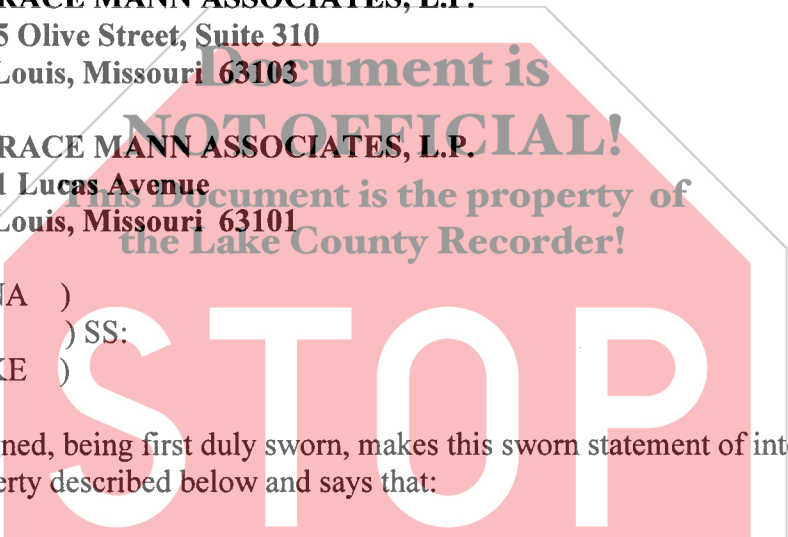 RACE MANN ASSOCIATES, L.P.
5 Olive Street, Suite 310
Louis, Missouri 63103
Document is
NOT OFFICIAL!
RACE MANN ASSOCIATES, L.P.
1 Lucas Avenue
This Document is the property of
Louis, Missouri 63101
the Lake County Recorder!
NA )
) SS:
KE )
STOP
ned, being first duly sworn, makes this sworn statement of int
erty described below and says that: